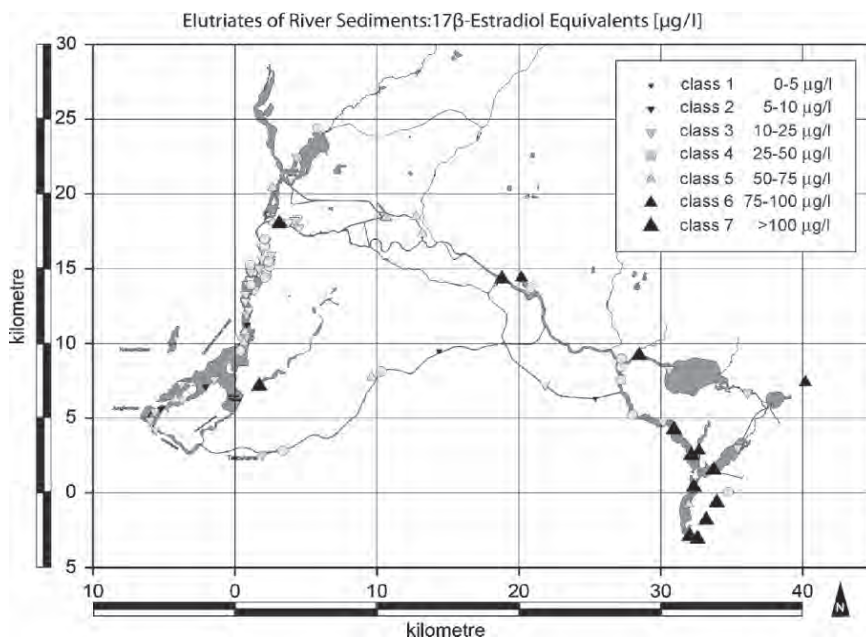 Elutriates of River Sediments:17β-Estradiol Equivalents [µg/l]
30
25
20
15
10
5
0
5
kilometre
class 1 0-5 µg/l
class 2 5-10 µg/l
class 3 10-25 µg/l
class 4 25-50 µg/l
class 5 50-75 µg/l
class 6 75-100 µg/l
class 7 >100 µg/l
10 0 10 20 30 40
kilometre
N